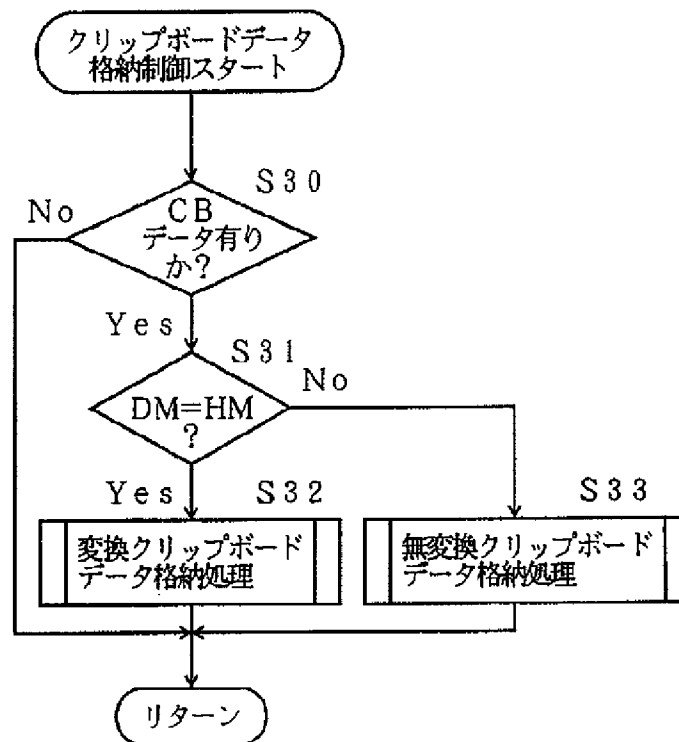 クリップボードデータ
格納制御スタート
S30
No
CB
データ有り
か?
Yes
S31
No
DM=HM
?
Yes
S32
S33
変換クリップボード
データ格納処理
無変換クリップボード
データ格納処理
リターン